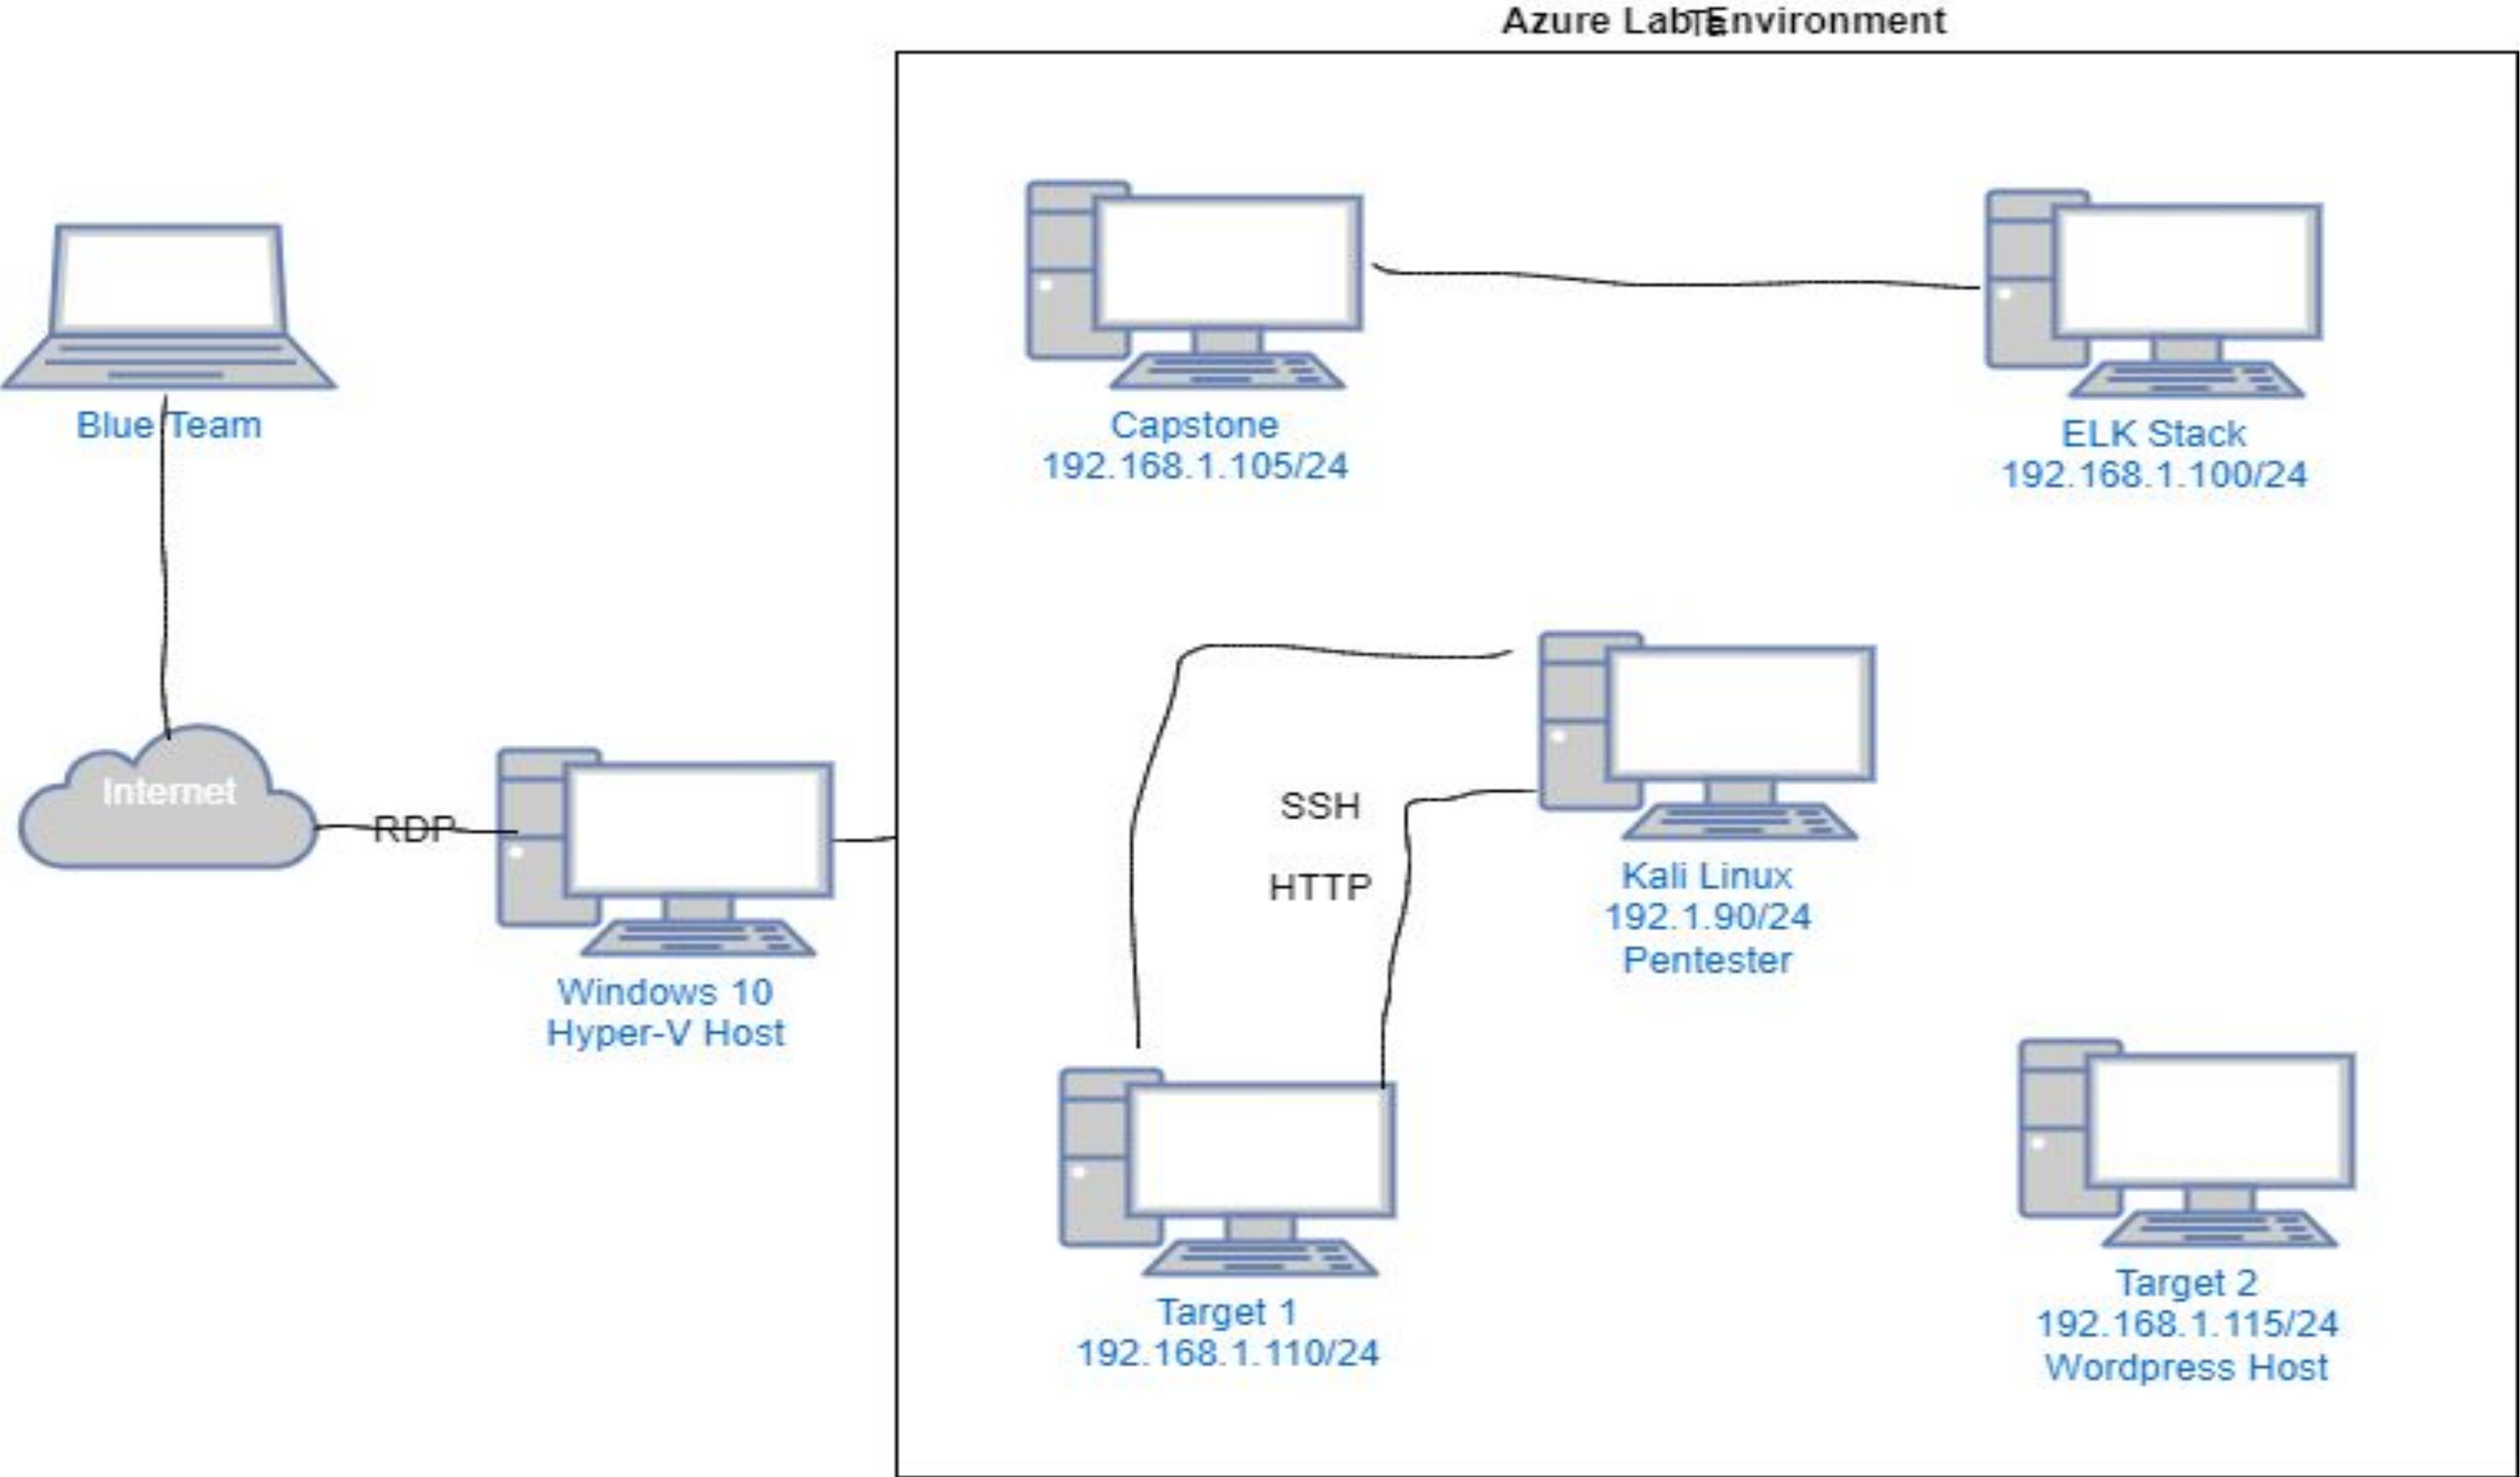 Azure Lab Environment
Blue Team
Capstone
192.168.1.105/24
ELK Stack
192.168.1.100/24
Internet
RDP
Windows 10
Hyper-V Host
SSH
HTTP
Kali Linux
192.1.90/24
Pentester
Target 1
192.168.1.110/24
Target 2
192.168.1.115/24
Wordpress Host